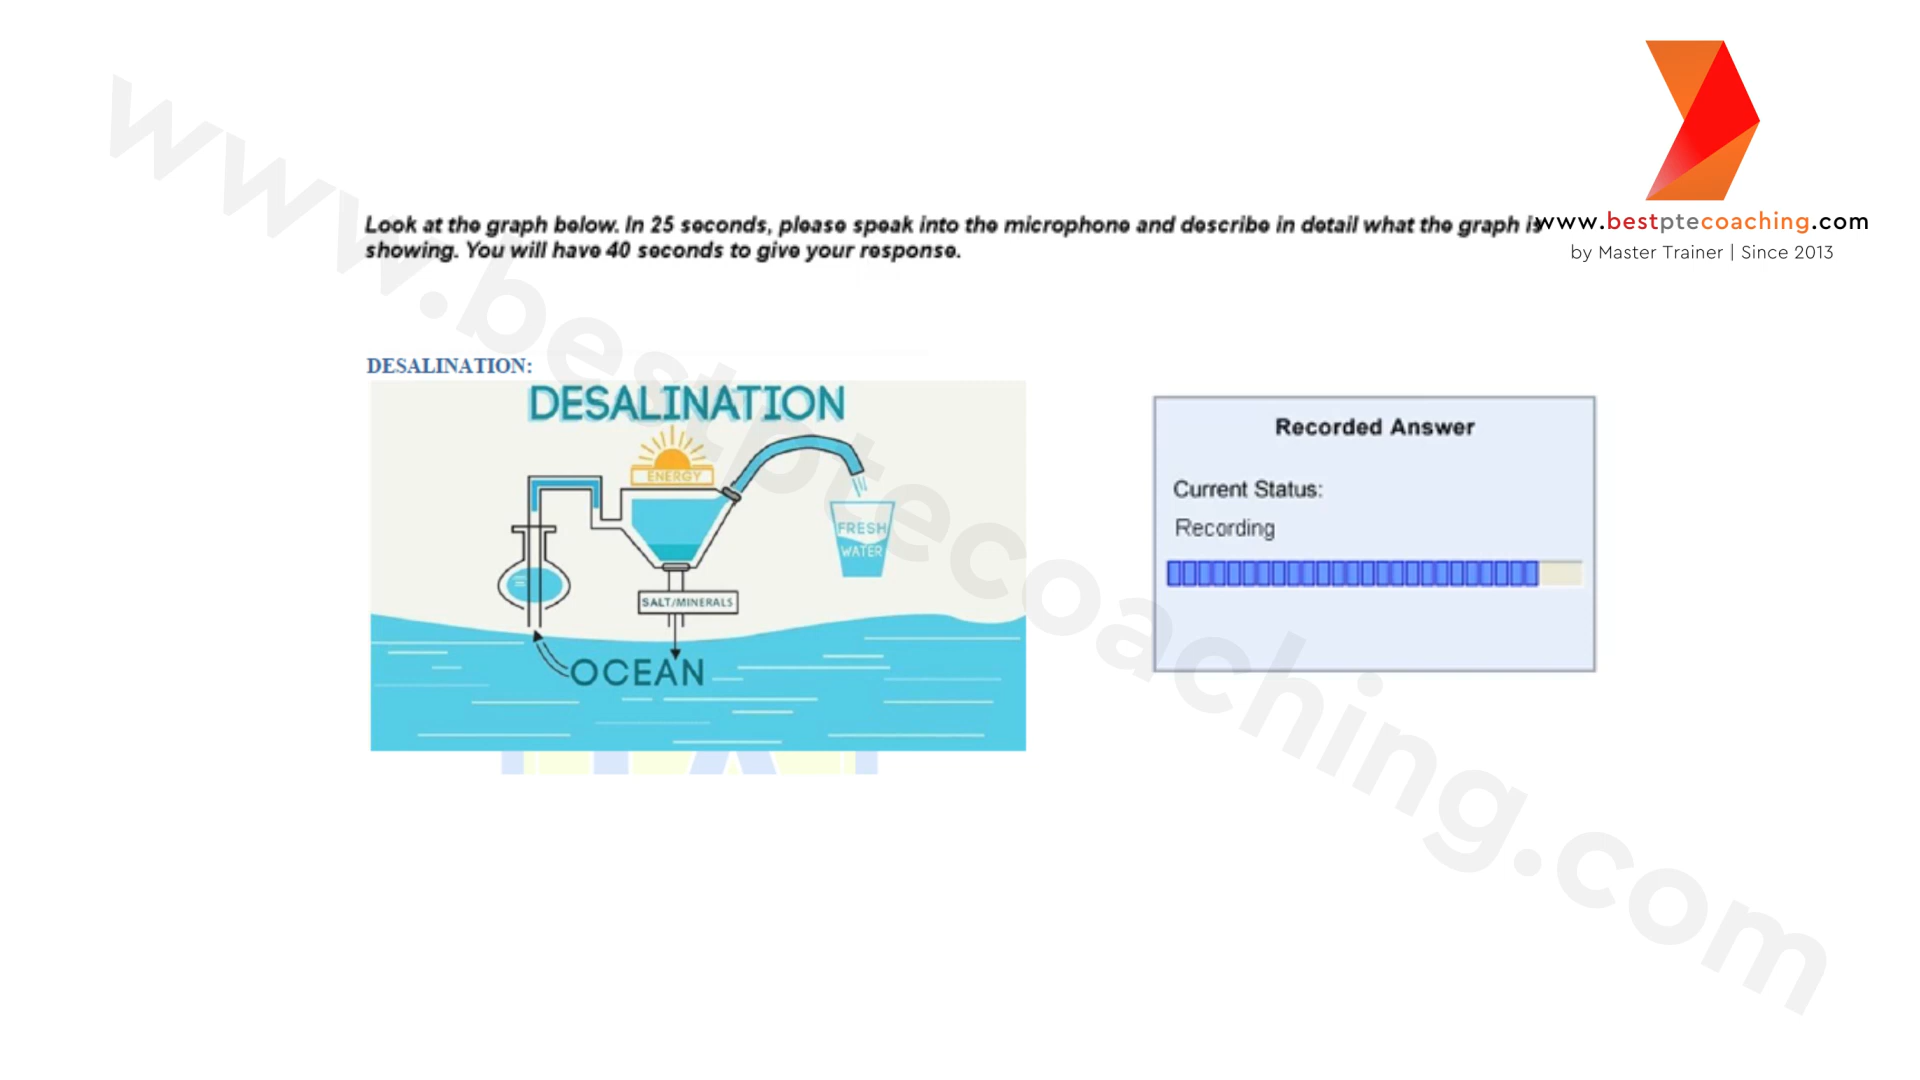 www.bestptecoaching.com
Look at the graph below. In 25 seconds, please speak into the microphone and describe in detail what the graph is
showing. You will have 40 seconds to give your response.
www.bestptecoaching.com
by Master Trainer | Since 2013
DESALINATION:
DESALINATION
ENERGY
FRESH
WATER
SALT/MINERALS
OCEAN
Recorded Answer
Current Status:
Recording